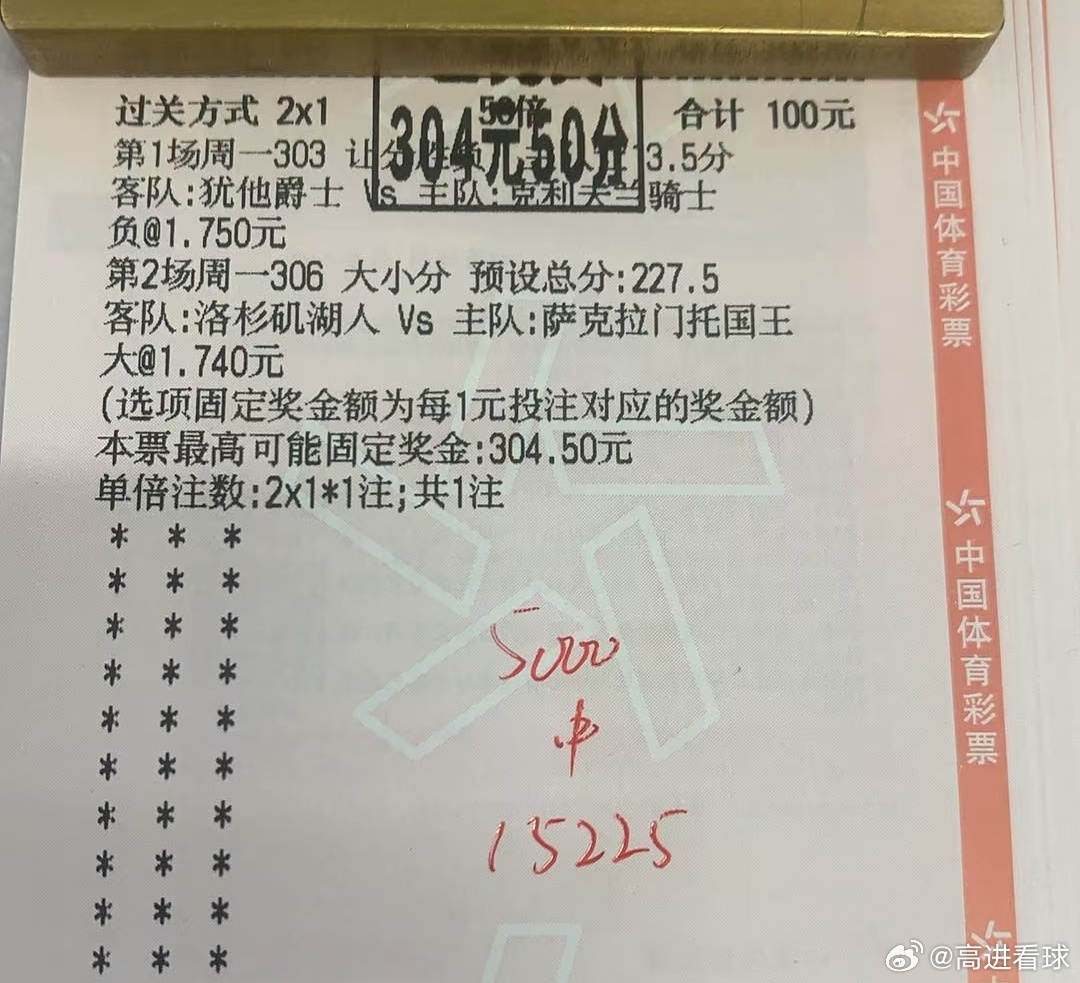 过关方式 2x1 50倍 合计 100元
304元50分
第1场周一303 让分 3.5分
客队:犹他爵士 Vs 主队:克利夫兰骑士
负@1.750元
第2场周一306 大小分 预设总分:227.5
客队:洛杉矶湖人 Vs 主队:萨克拉门托国王
大@1.740元
(选项固定奖金额为每1元投注对应的奖金额)
本票最高可能固定奖金:304.50元
单倍注数:2x1*1注;共1注
* * *
* * *
* * *
* * *
* * *
* * *
* * *
* * *
* * *
* * *
5000
中
15225
中国体育彩票
中国体育彩票
@高进看球